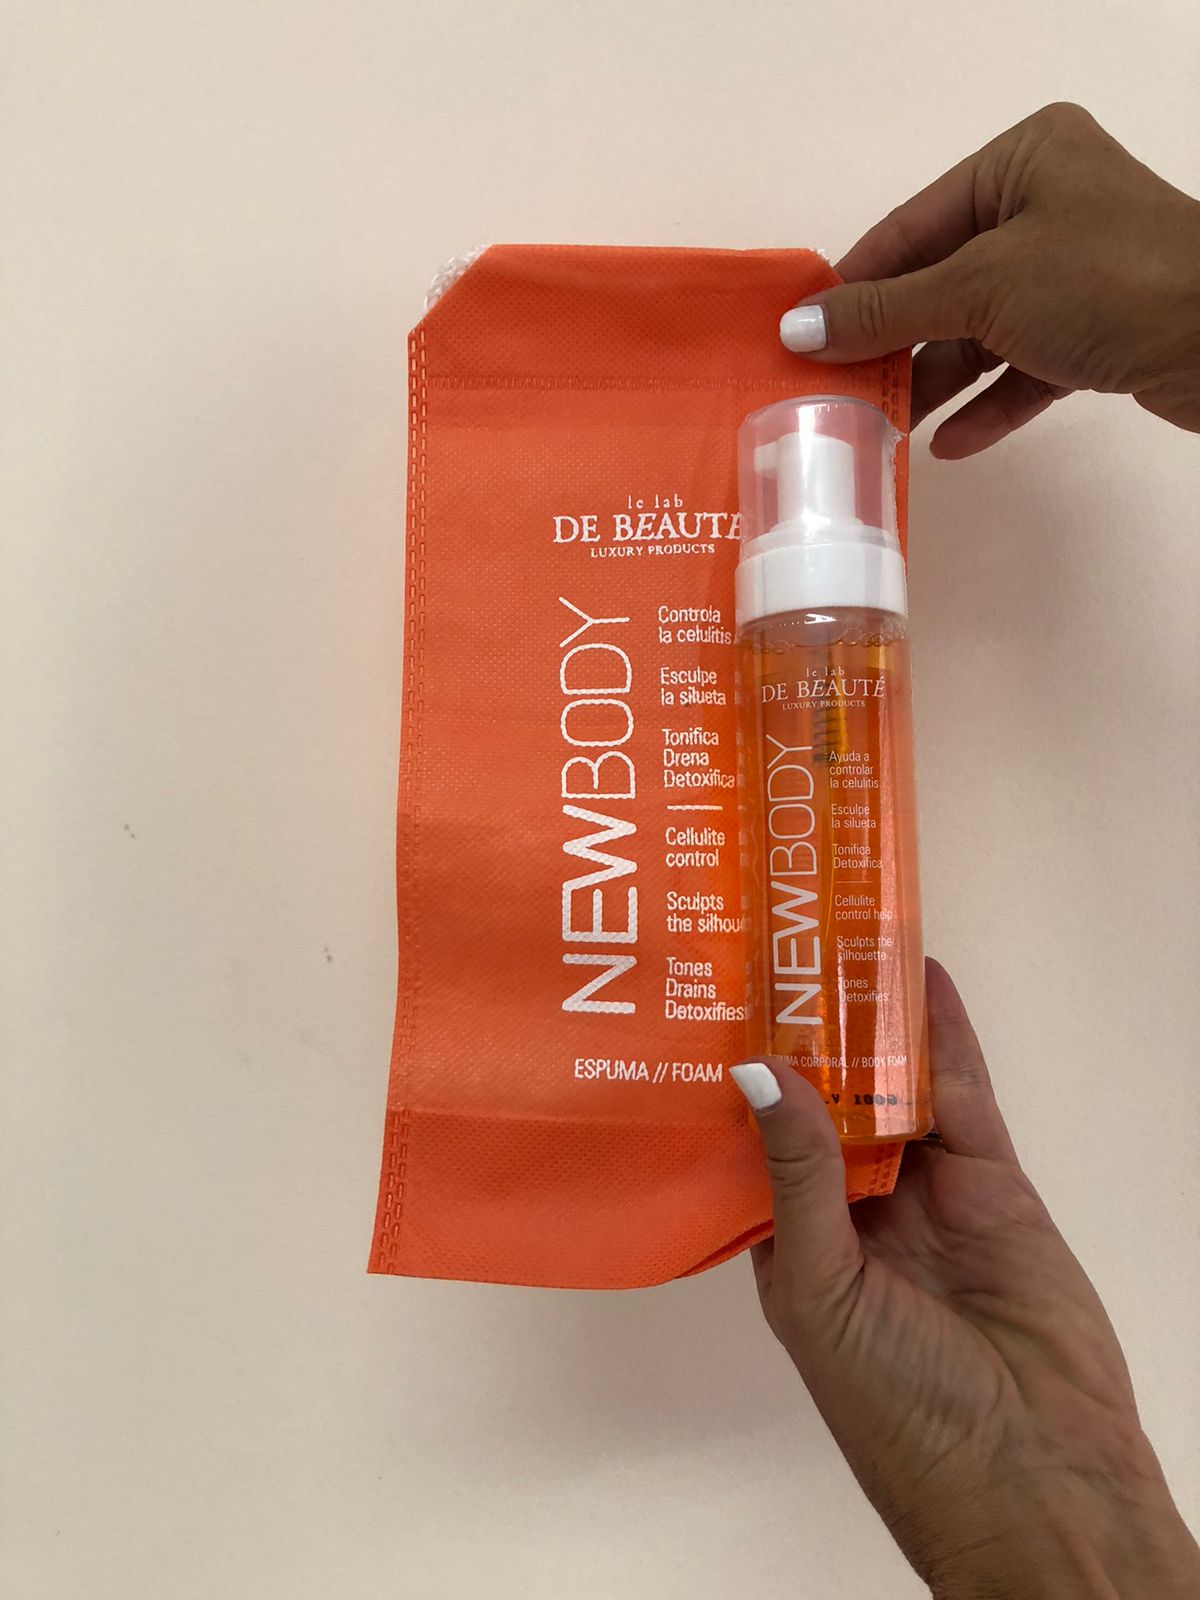 le lab
DE BEAUTÉ
LUXURY PRODUCTS
NEWBODY
Controla
la celulitis
Esculpe
la silueta
Tonifica
Drena
Detoxifica
Cellulite
control
Sculpts
the
Tones
Drains
Detoxifies
ESPUMA // FOAM
le lab
DE BEAUTÉ
LUXURY PRODUCTS
NEWBODY
Ayuda a
controlar
la celulitis
Esculpe
la silueta
Tonifica
Detoxifica
Cellulite
control help
Sculpts the
silhouette
Tones
Detoxifies
CORPORAL // BODY FOAM